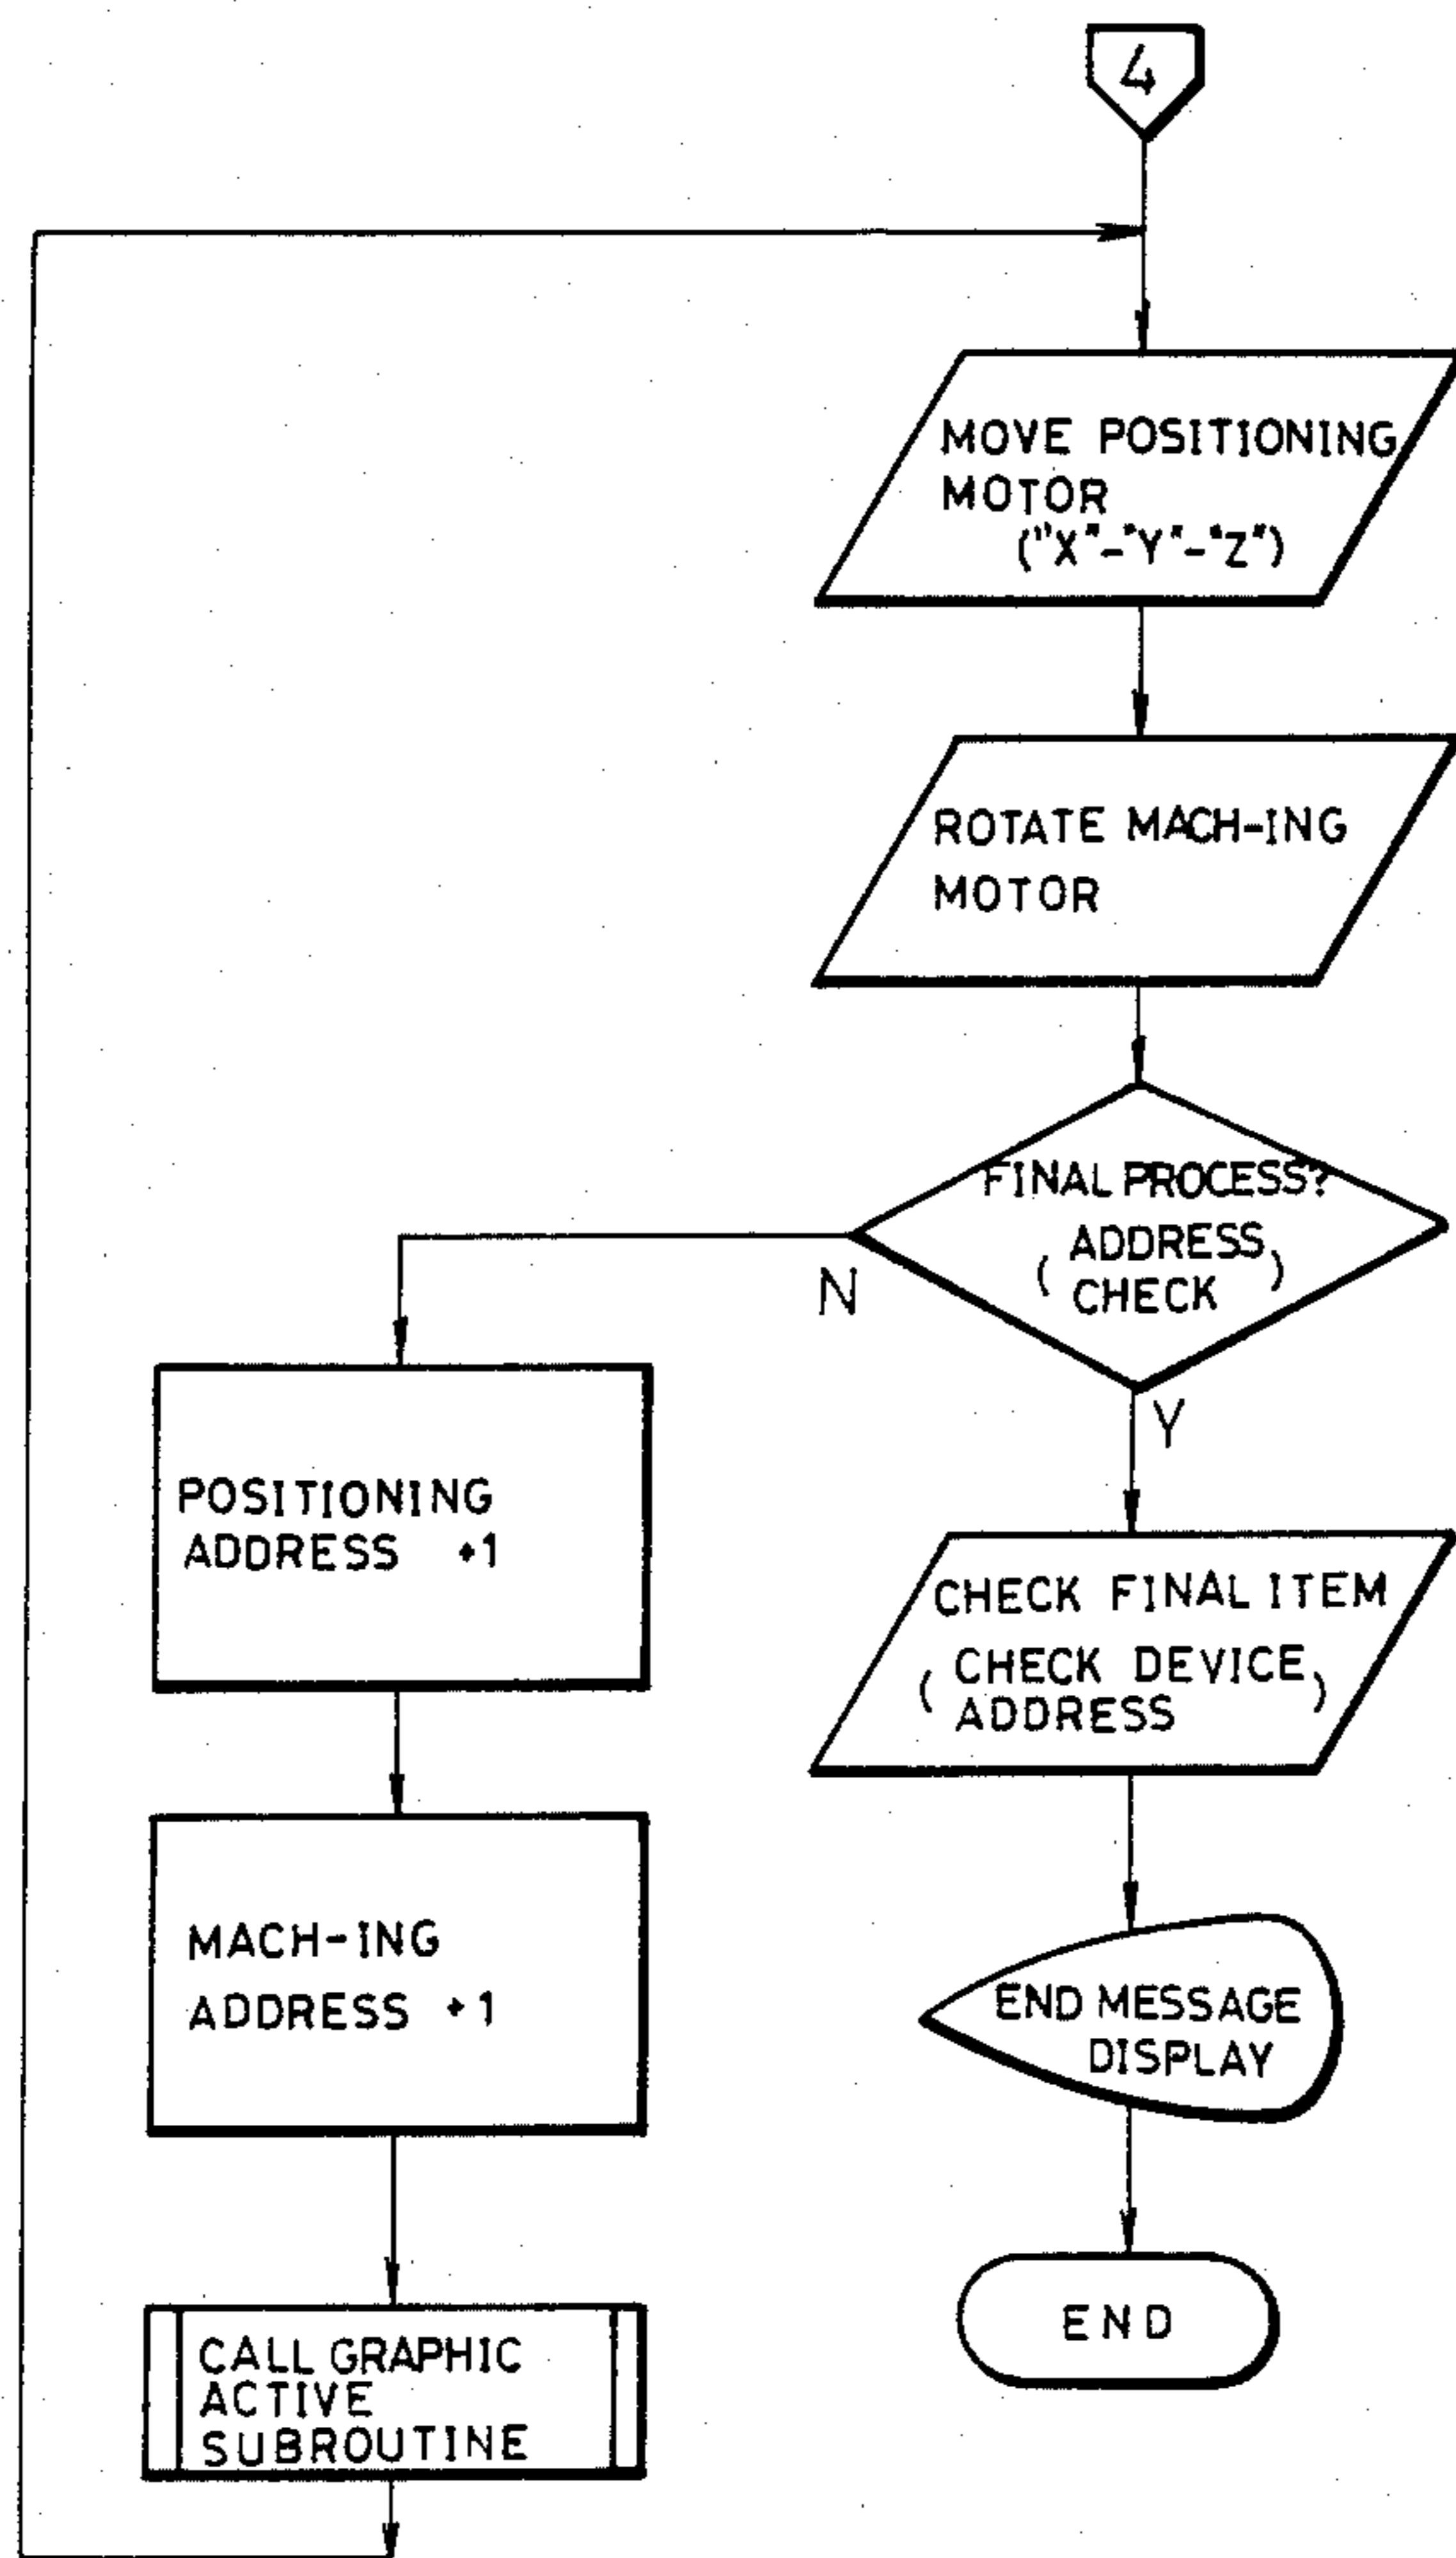 4
MOVE POSITIONING
MOTOR
("X"-"Y"-"Z")
ROTATE MACH-ING
MOTOR
FINAL PROCESS?
( ADDRESS
CHECK )
N
Y
POSITIONING
ADDRESS +1
MACH-ING
ADDRESS +1
CALL GRAPHIC
ACTIVE
SUBROUTINE
CHECK FINAL ITEM
( CHECK DEVICE
ADDRESS )
END MESSAGE
DISPLAY
END